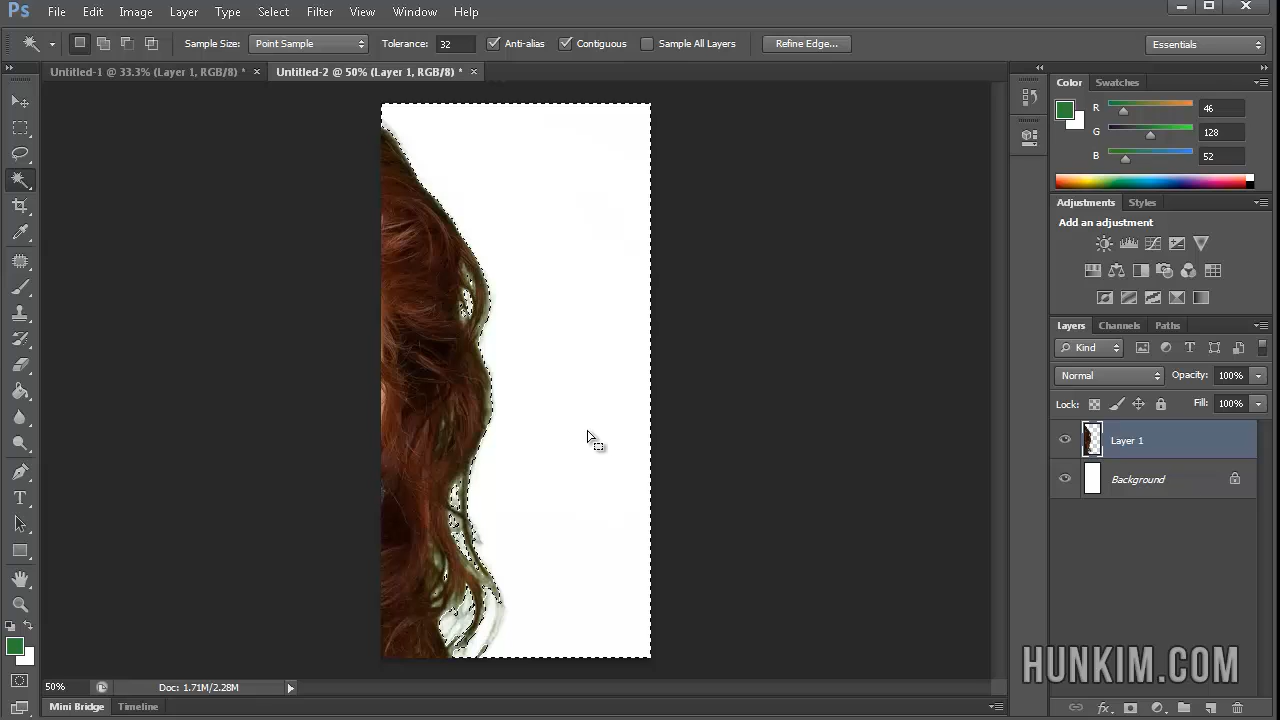 Ps File Edit Image Layer Type Select Filter View Window Help
Sample Size: Point Sample Tolerance: 32 Anti-alias Contiguous Sample All Layers Refine Edge... Essentials
Untitled-1 @ 33.3% (Layer 1, RGB/8) * × Untitled-2 @ 50% (Layer 1, RGB/8) * ×
Color Swatches
R 46
G 128
B 52
Adjustments Styles
Add an adjustment
Layers Channels Paths
Kind
Normal Opacity: 100%
Lock: Fill: 100%
Layer 1
Background
HUNKIM.COM
50% Doc: 1.71M/2.28M
Mini Bridge Timeline